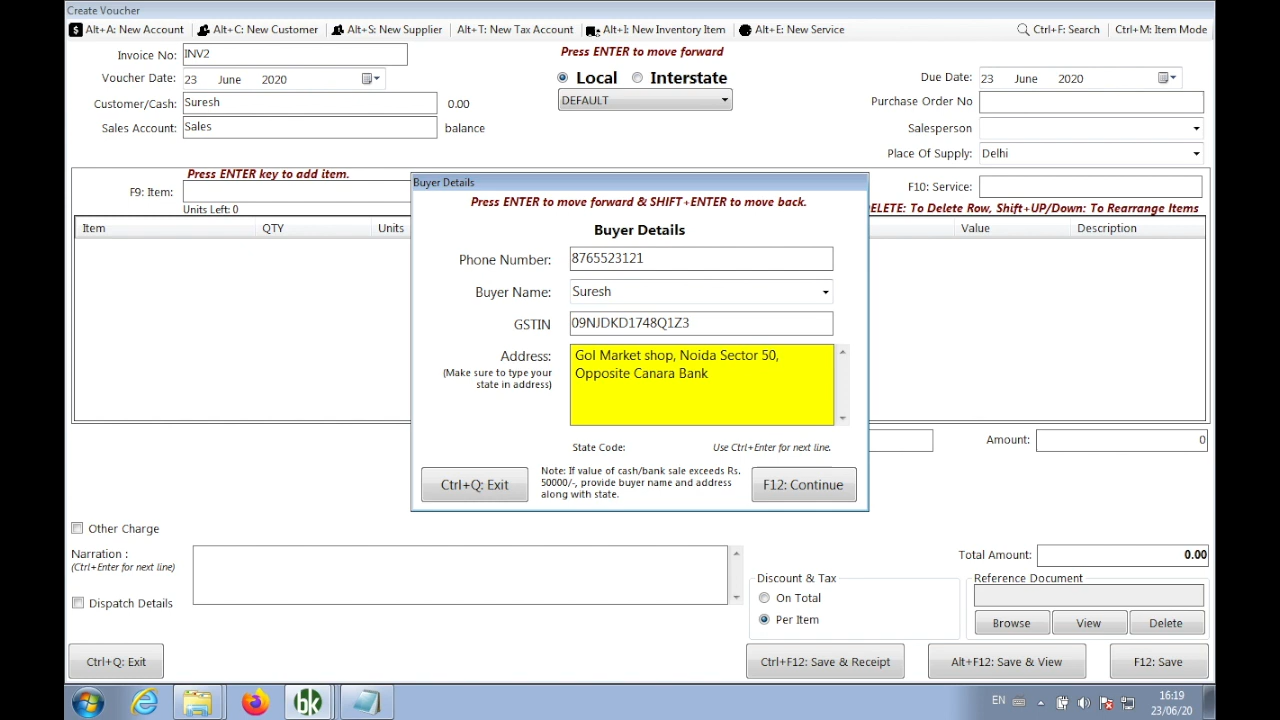 Create Voucher
$ Alt+A: New Account
Alt+C: New Customer
Alt+S: New Supplier
Alt+T: New Tax Account
Alt+I: New Inventory Item
Alt+E: New Service
Ctrl+F: Search
Ctrl+M: Item Mode
Invoice No: INV2
Press ENTER to move forward
Voucher Date: 23 June 2020
Local Interstate
Due Date: 23 June 2020
Customer/Cash: Suresh 0.00
DEFAULT
Purchase Order No
Sales Account: Sales balance
Salesperson
Place Of Supply: Delhi
Press ENTER key to add item.
F9: Item:
F10: Service:
Units Left: 0
DELETE: To Delete Row, Shift+UP/Down: To Rearrange Items
Item QTY Units Value Description
Buyer Details
Press ENTER to move forward & SHIFT+ENTER to move back.
Buyer Details
Phone Number: 8765523121
Buyer Name: Suresh
GSTIN 09NJDKD1748Q1Z3
Address: Gol Market shop, Noida Sector 50,
Opposite Canara Bank
(Make sure to type your
state in address)
State Code: Use Ctrl+Enter for next line.
Ctrl+Q: Exit
Note: If value of cash/bank sale exceeds Rs.
50000/-, provide buyer name and address
along with state.
F12: Continue
Amount: 0
Other Charge
Narration :
(Ctrl+Enter for next line)
Total Amount: 0.00
Dispatch Details
Discount & Tax
On Total
Per Item
Reference Document
Browse View Delete
Ctrl+Q: Exit
Ctrl+F12: Save & Receipt
Alt+F12: Save & View
F12: Save
bk
EN
16:19
23/06/20